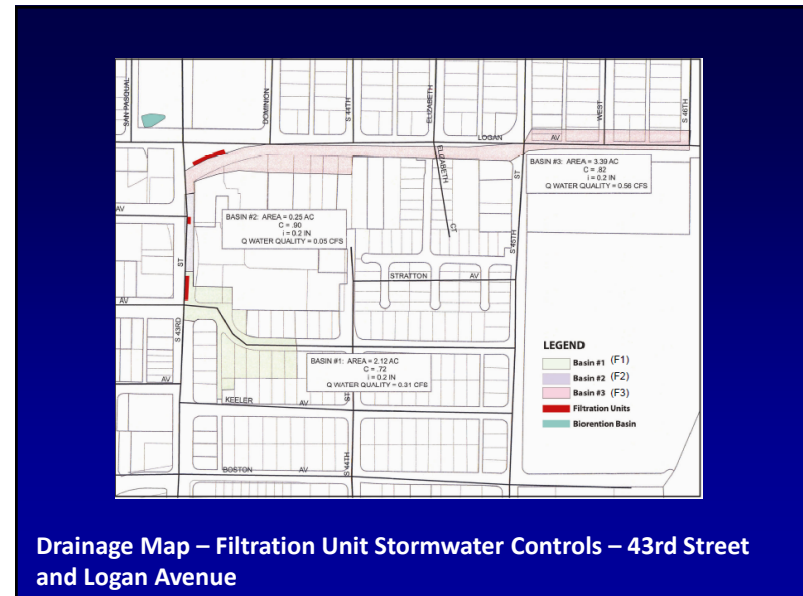 SAN PASQUAL
DOMINION
S 44TH
ELIZABETH
WEST
S 46TH
LOGAN AV
ELIZABETH CT
ST
S 45TH
BASIN #3: AREA = 3.39 AC
C = .82
i = 0.2 IN
Q WATER QUALITY = 0.56 CFS
AV
BASIN #2: AREA = 0.25 AC
C = .90
i = 0.2 IN
Q WATER QUALITY = 0.05 CFS
ST
S 43RD
STRATTON AV
AV
BASIN #1: AREA = 2.12 AC
C = .72
i = 0.2 IN
Q WATER QUALITY = 0.31 CFS
AV
KEELER AV
ST
S 44TH
BOSTON AV
LEGEND
Basin #1 (F1)
Basin #2 (F2)
Basin #3 (F3)
Filtration Units
Biorention Basin
Drainage Map – Filtration Unit Stormwater Controls – 43rd Street
and Logan Avenue